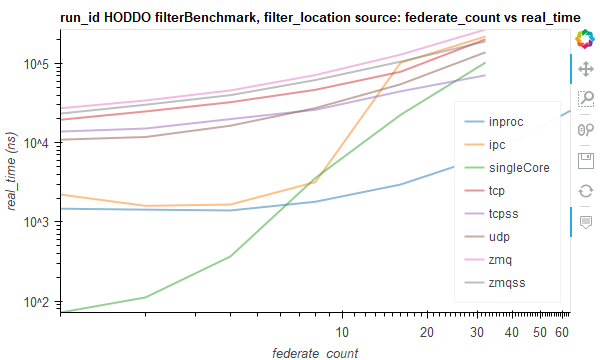 run_id HODDO filterBenchmark, filter_location source: federate_count vs real_time
real_time (ns)
10^5
10^4
10^3
10^2
inproc
ipc
singleCore
tcp
tcpss
udp
zmq
zmqss
10 20 30 40 50 60
federate_count